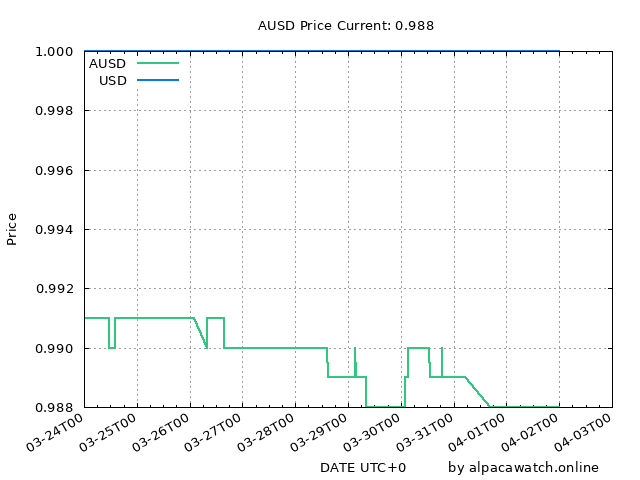 AUSD Price Current: 0.988
1.000
AUSD
USD
0.998
0.996
0.994
Price
0.992
0.990
0.988
03-24T00 03-25T00 03-26T00 03-27T00 03-28T00 03-29T00 03-30T00 03-31T00 04-01T00 04-02T00 04-03T00
DATE UTC+0 by alpacawatch.online